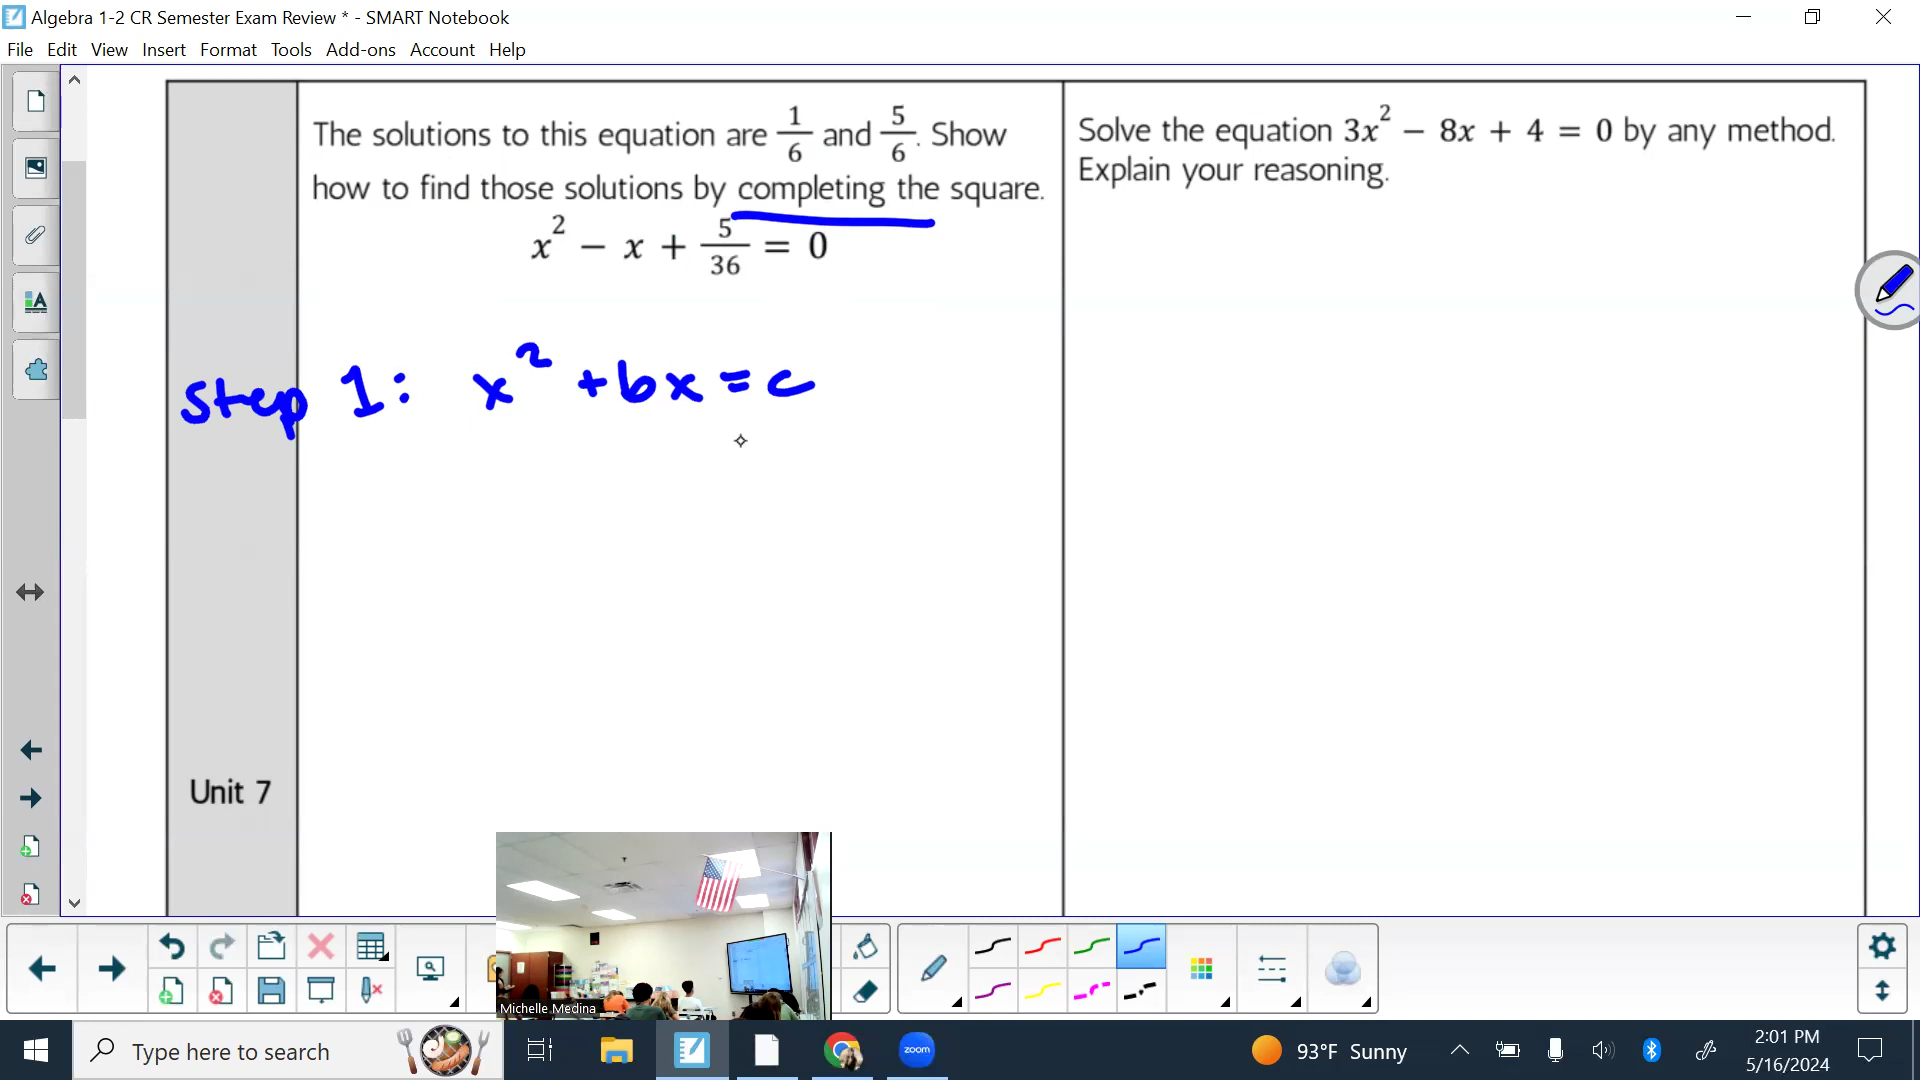 Algebra 1-2 CR Semester Exam Review * - SMART Notebook
File Edit View Insert Format Tools Add-ons Account Help
The solutions to this equation are 1/6 and 5/6. Show
how to find those solutions by completing the square.
x² − x + 5/36 = 0
Step 1: x² + bx = c
Unit 7
Solve the equation 3x² − 8x + 4 = 0 by any method.
Explain your reasoning.
Michelle Medina
Type here to search
zoom
93°F Sunny
2:01 PM
5/16/2024